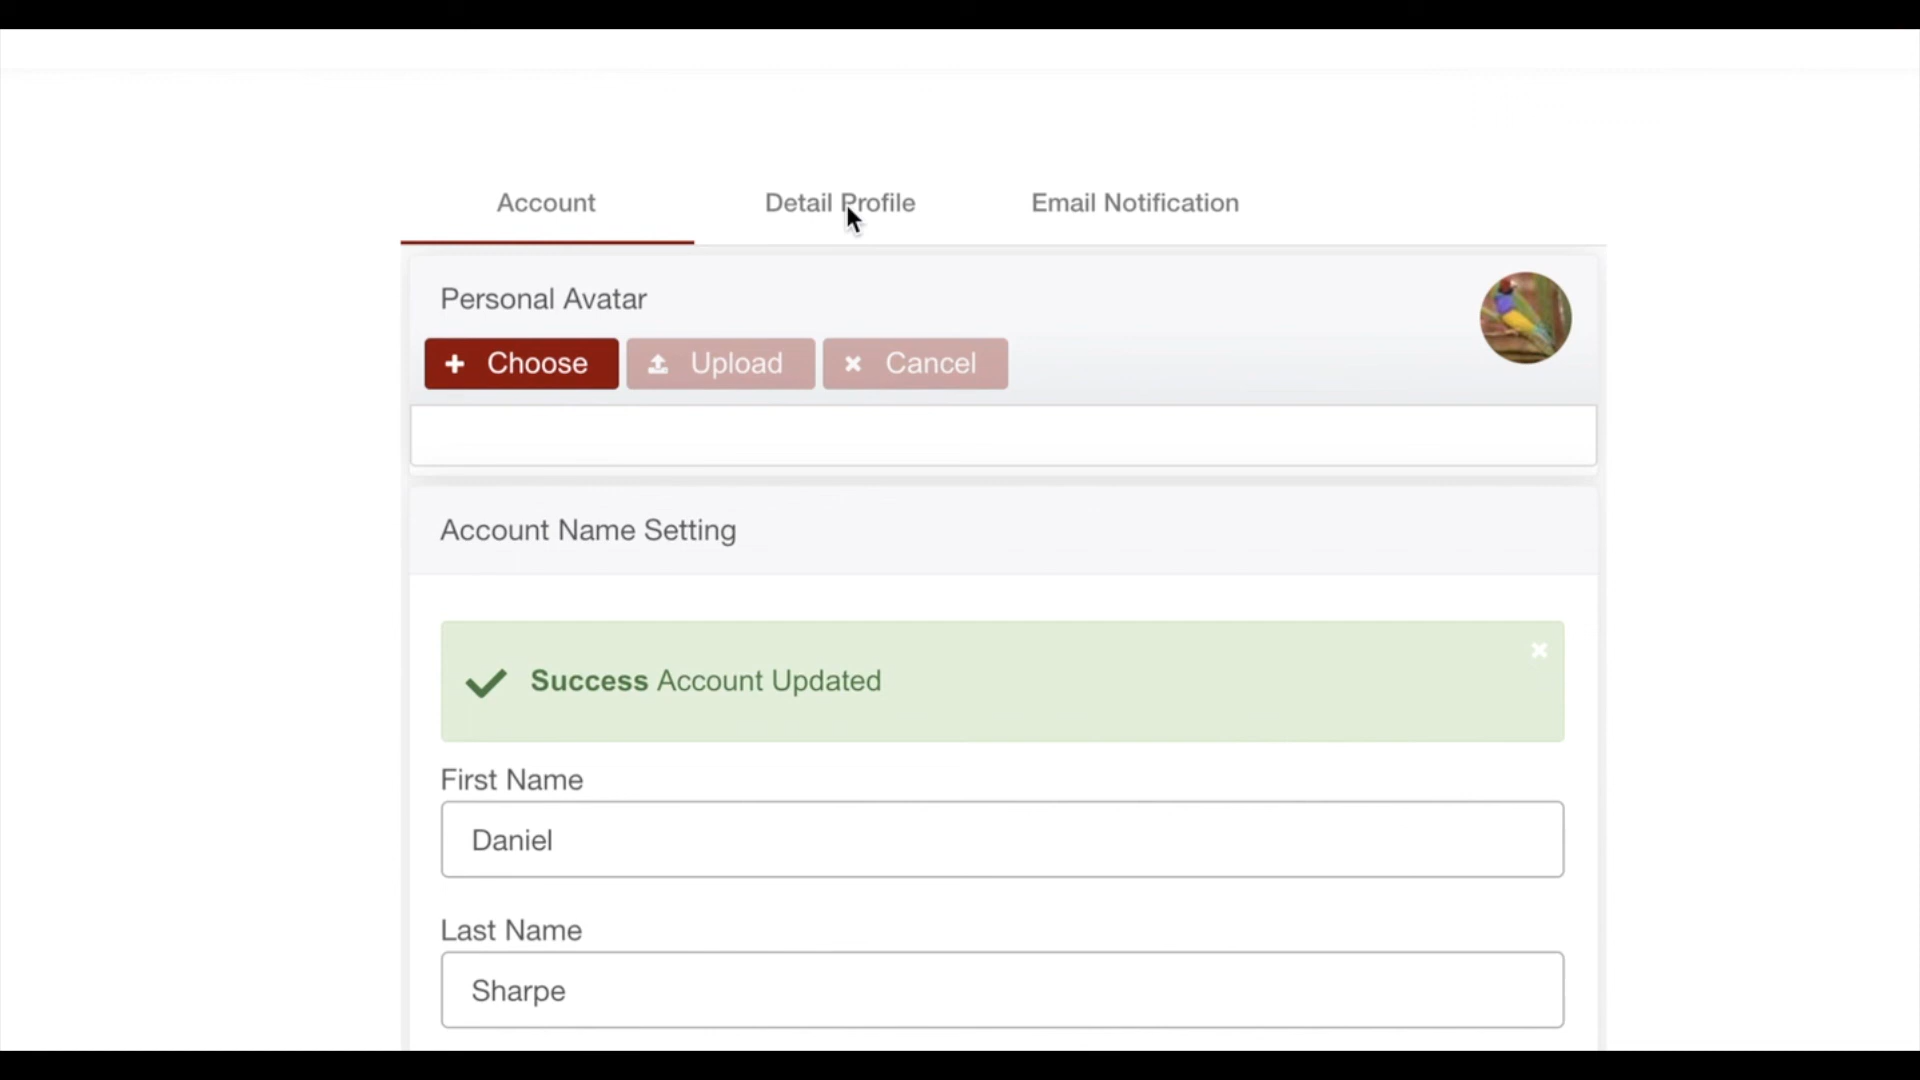 Account Detail Profile Email Notification
Personal Avatar
Choose Upload Cancel
Account Name Setting
Success Account Updated
First Name
Daniel
Last Name
Sharpe